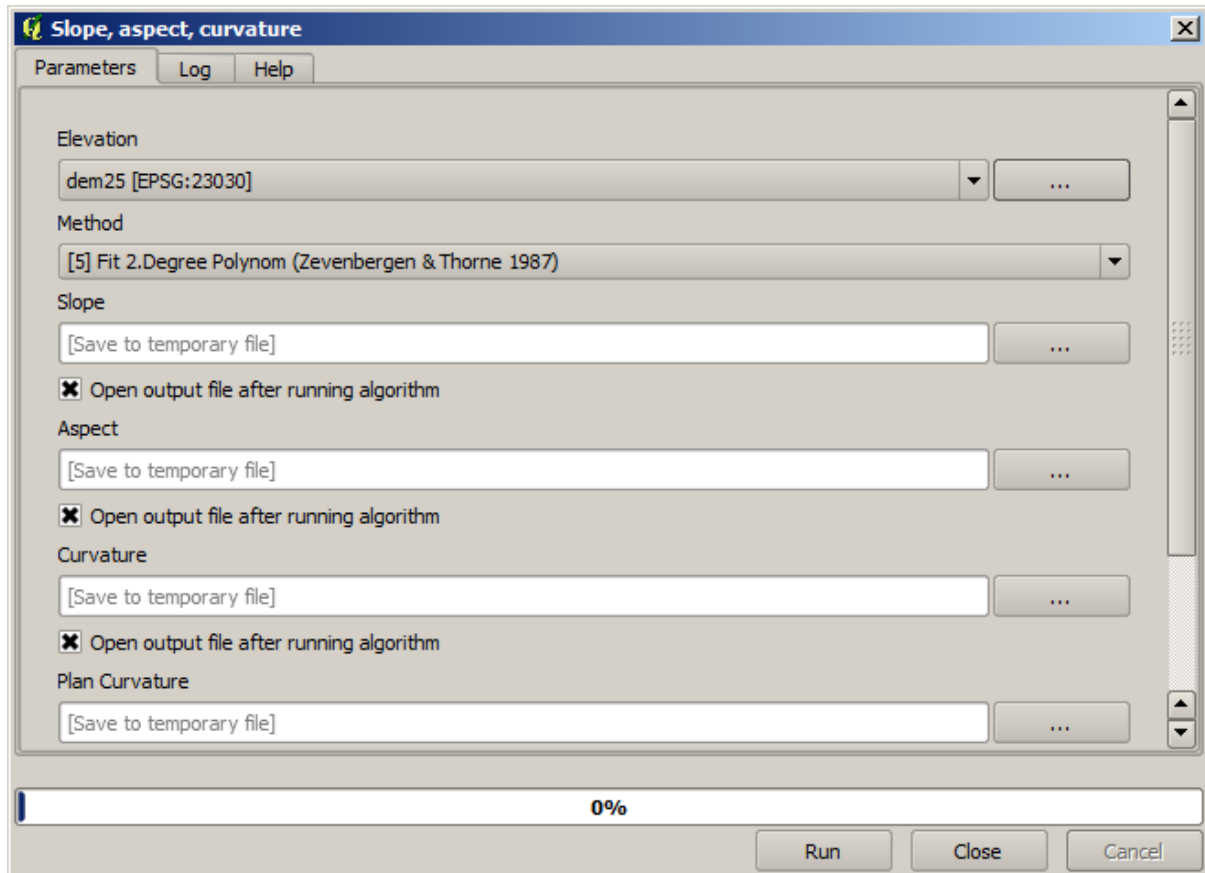 Slope, aspect, curvature
Parameters Log Help
Elevation
dem25 [EPSG:23030] ...
Method
[5] Fit 2.Degree Polynom (Zevenbergen & Thorne 1987)
Slope
[Save to temporary file] ...
Open output file after running algorithm
Aspect
[Save to temporary file] ...
Open output file after running algorithm
Curvature
[Save to temporary file] ...
Open output file after running algorithm
Plan Curvature
[Save to temporary file] ...
0%
Run Close Cancel